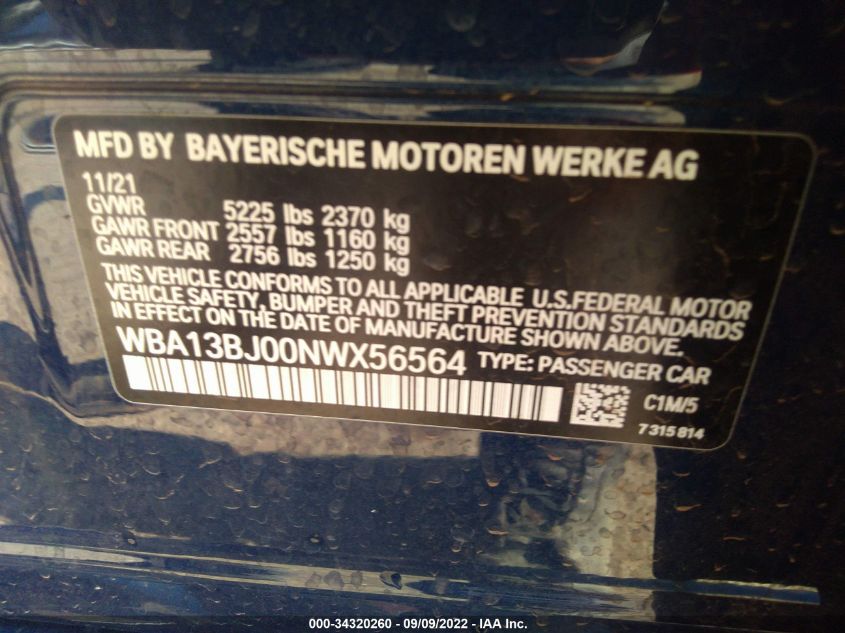 MFD BY BAYERISCHE MOTOREN WERKE AG
11/21
GVWR 5225 lbs 2370 kg
GAWR FRONT 2557 lbs 1160 kg
GAWR REAR 2756 lbs 1250 kg
THIS VEHICLE CONFORMS TO ALL APPLICABLE U.S.FEDERAL MOTOR
VEHICLE SAFETY, BUMPER AND THEFT PREVENTION STANDARDS
IN EFFECT ON THE DATE OF MANUFACTURE SHOWN ABOVE.
WBA13BJ00NWX56564 TYPE: PASSENGER CAR
C1M/5
7 315 814
000-34320260 - 09/09/2022 - IAA Inc.